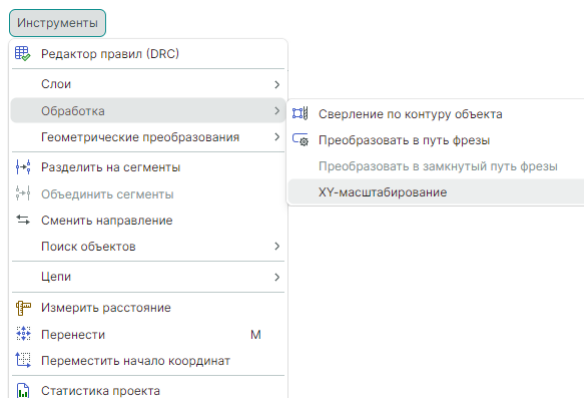 Инструменты
Редактор правил (DRC)
Слои
Обработка
Геометрические преобразования
Разделить на сегменты
Объединить сегменты
Сменить направление
Поиск объектов
Цепи
Измерить расстояние
Перенести M
Переместить начало координат
Статистика проекта
Сверление по контуру объекта
Преобразовать в путь фрезы
Преобразовать в замкнутый путь фрезы
XY-масштабирование